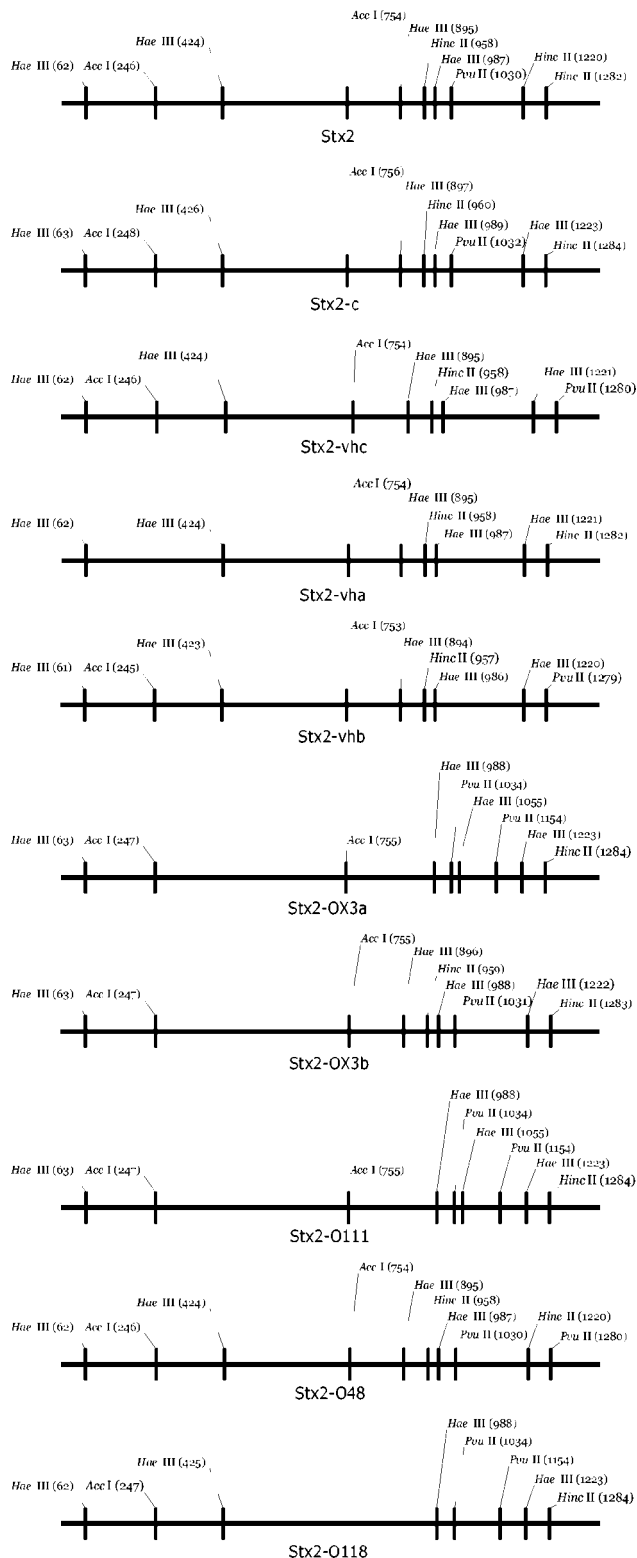 Acc I (754)
Hae III (895)
Hae III (424)
Hinc II (958)
Hae III (987)
Hinc II (1220)
Hae III (62) Acc I (246)
Pvu II (1030)
Hinc II (1282)
Stx2
Acc I (756)
Hae III (897)
Hae III (426)
Hinc II (960)
Hae III (989)
Hae III (1223)
Hae III (63) Acc I (248)
Pvu II (1032)
Hinc II (1284)
Stx2-c
Acc I (754)
Hae III (424)
Hae III (895)
Hinc II (958)
Hae III (1221)
Hae III (62) Acc I (246)
Hae III (987)
Pvu II (1280)
Stx2-vhc
Acc I (754)
Hae III (895)
Hae III (62)
Hae III (424)
Hinc II (958)
Hae III (1221)
Hae III (987)
Hinc II (1282)
Stx2-vha
Acc I (753)
Hae III (423)
Hae III (894)
Hinc II (957)
Hae III (61) Acc I (245)
Hae III (1220)
Hae III (986)
Pvu II (1279)
Stx2-vhb
Hae III (988)
Pvu II (1034)
Hae III (1055)
Pvu II (1154)
Hae III (63) Acc I (247)
Acc I (755)
Hae III (1223)
Hinc II (1284)
Stx2-OX3a
Acc I (755)
Hae III (896)
Hinc II (959)
Hae III (63) Acc I (247)
Hae III (988)
Hae III (1222)
Pvu II (1031)
Hinc II (1283)
Stx2-OX3b
Hae III (988)
Pvu II (1034)
Hae III (1055)
Pvu II (1154)
Hae III (63) Acc I (247)
Acc I (755)
Hae III (1223)
Hinc II (1284)
Stx2-O111
Acc I (754)
Hae III (895)
Hae III (424)
Hinc II (958)
Hae III (987)
Hinc II (1220)
Hae III (62) Acc I (246)
Pvu II (1030)
Pvu II (1280)
Stx2-O48
Hae III (988)
Pvu II (1034)
Hae III (425)
Pvu II (1154)
Hae III (62) Acc I (247)
Hae III (1223)
Hinc II (1284)
Stx2-O118